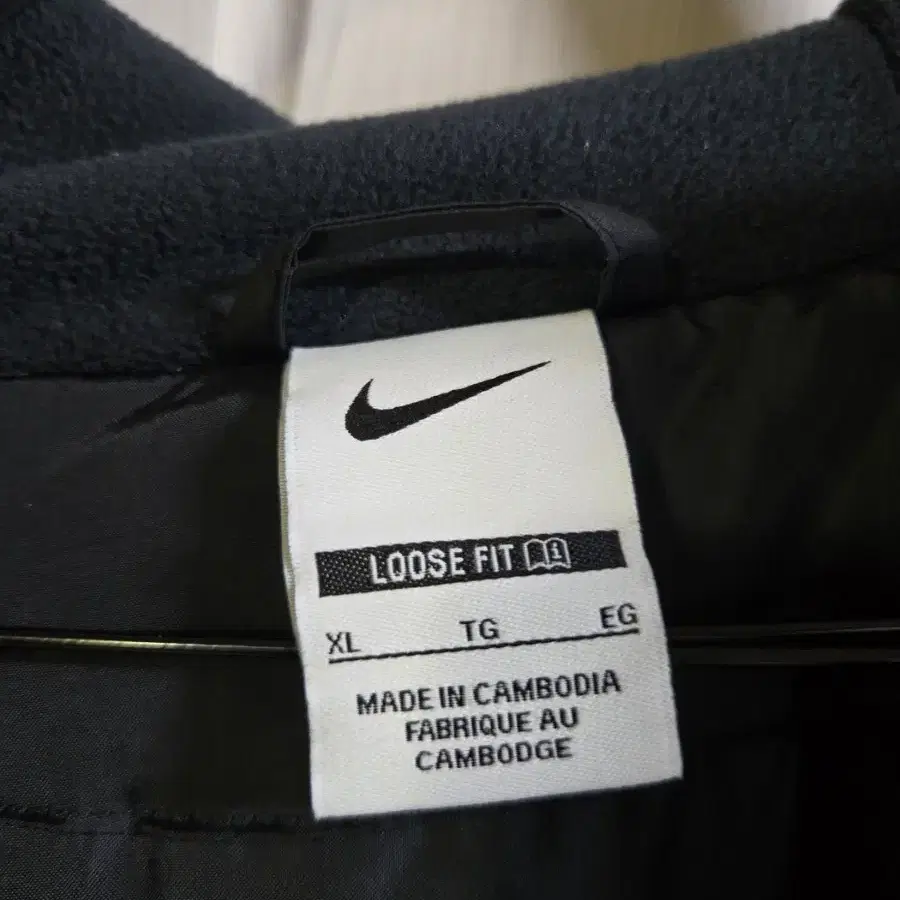 LOOSE FIT
XL TG EG
MADE IN CAMBODIA
FABRIQUE AU
CAMBODGE